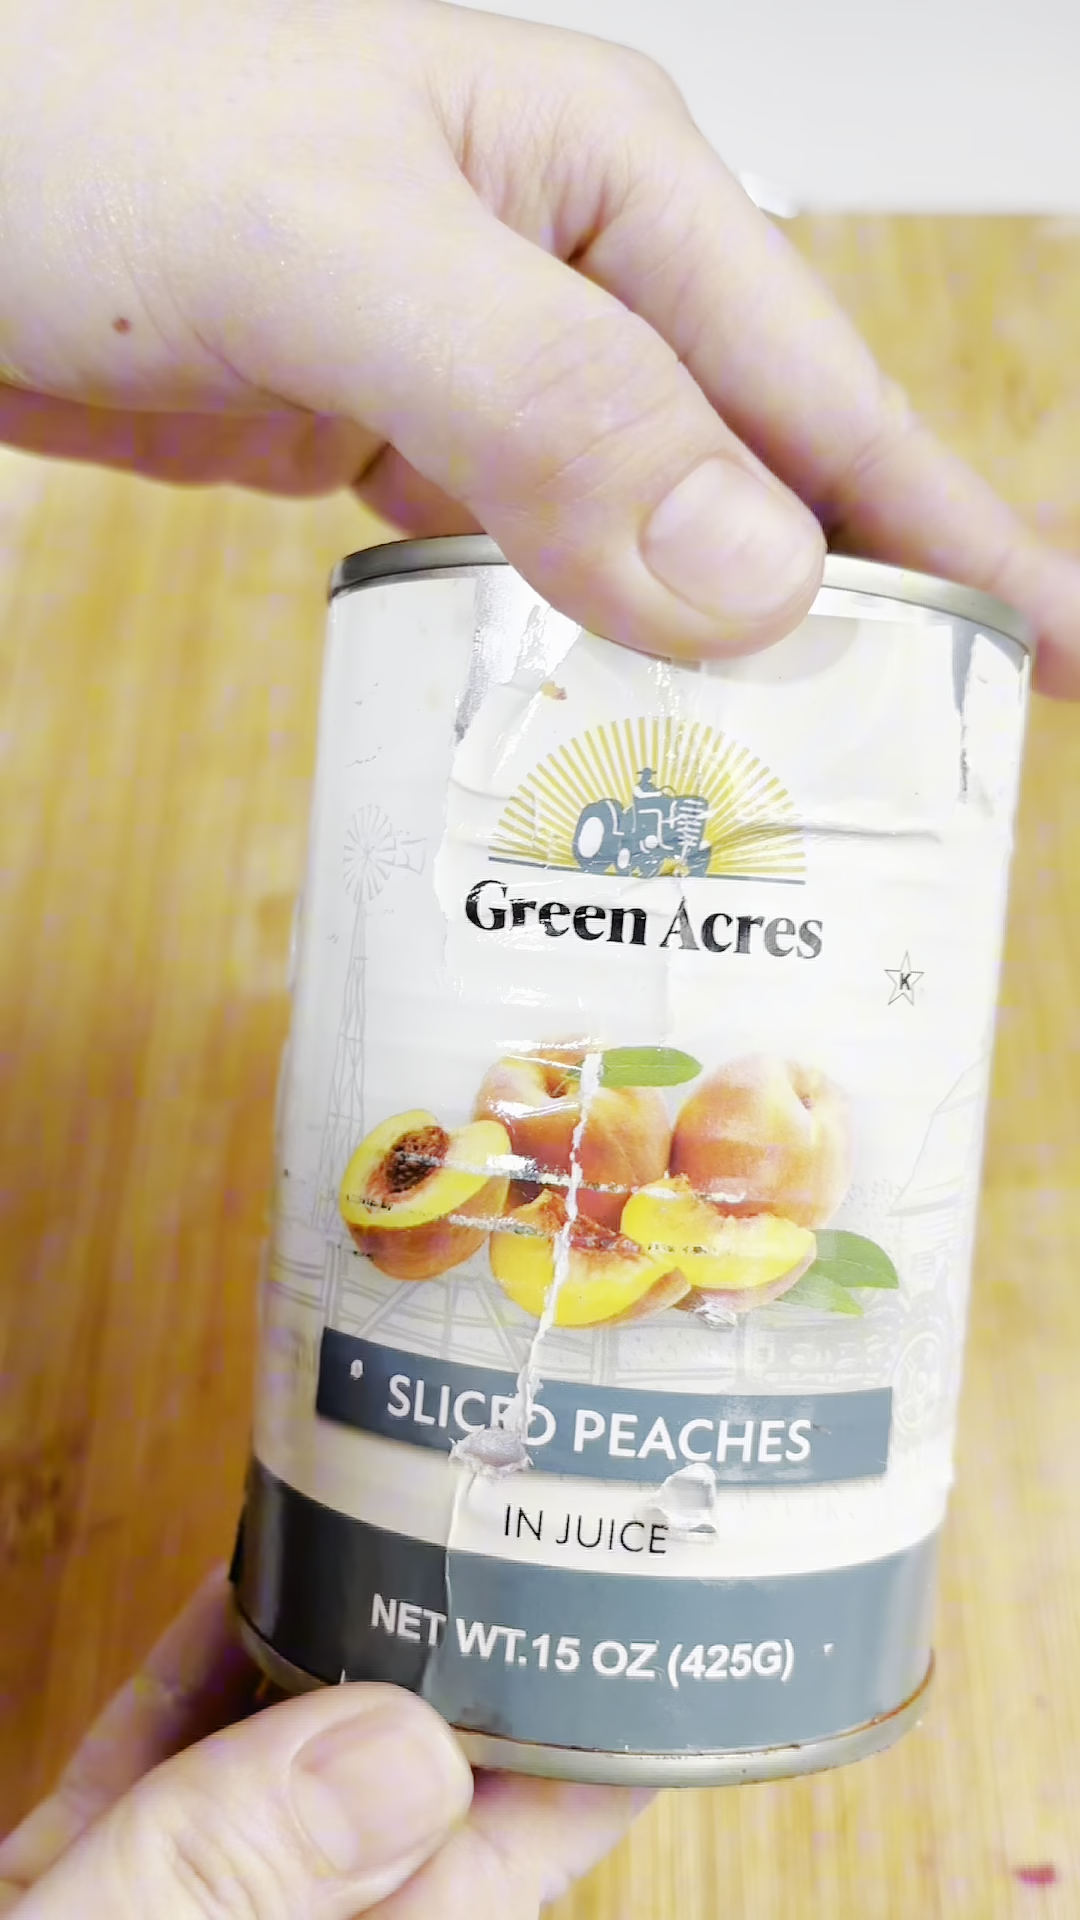 Green Acres
K
SLICED PEACHES
IN JUICE
NET WT.15 OZ (425G)